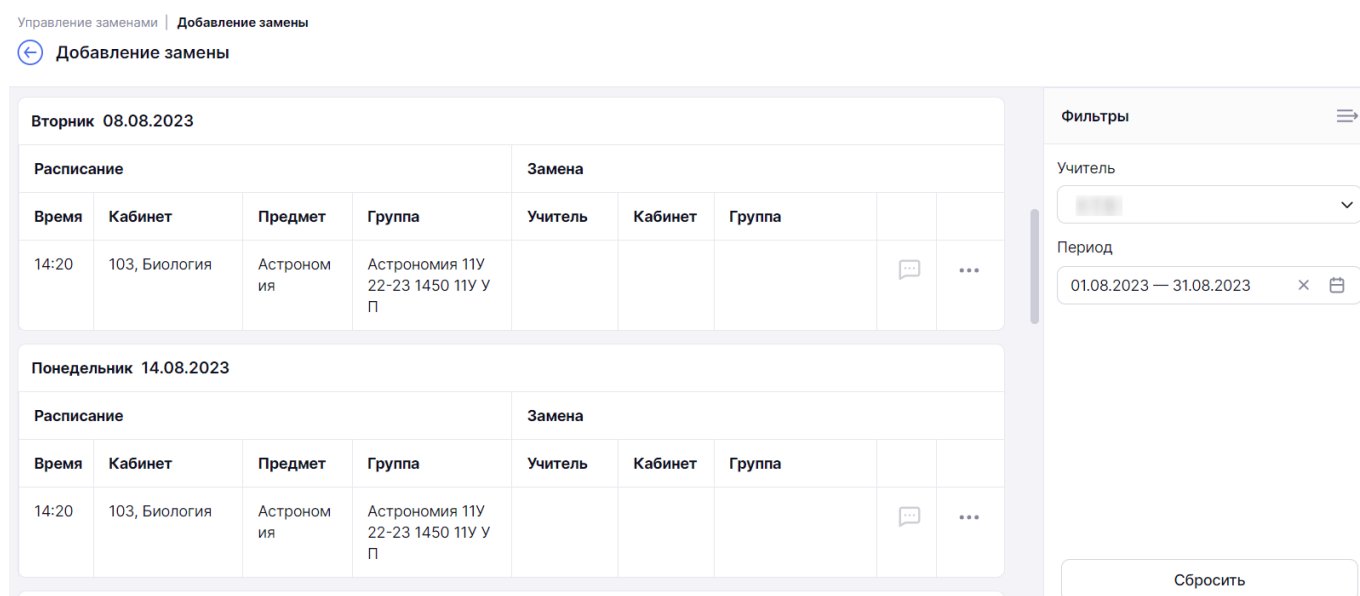 Управление заменами | Добавление замены
Добавление замены
Вторник 08.08.2023
Расписание Замена
Время Кабинет Предмет Группа Учитель Кабинет Группа
14:20 103, Биология Астроном Астрономия 11У
ия 22-23 1450 11У У
П
Понедельник 14.08.2023
Расписание Замена
Время Кабинет Предмет Группа Учитель Кабинет Группа
14:20 103, Биология Астроном Астрономия 11У
ия 22-23 1450 11У У
П
Фильтры
Учитель
Период
01.08.2023 — 31.08.2023
Сбросить